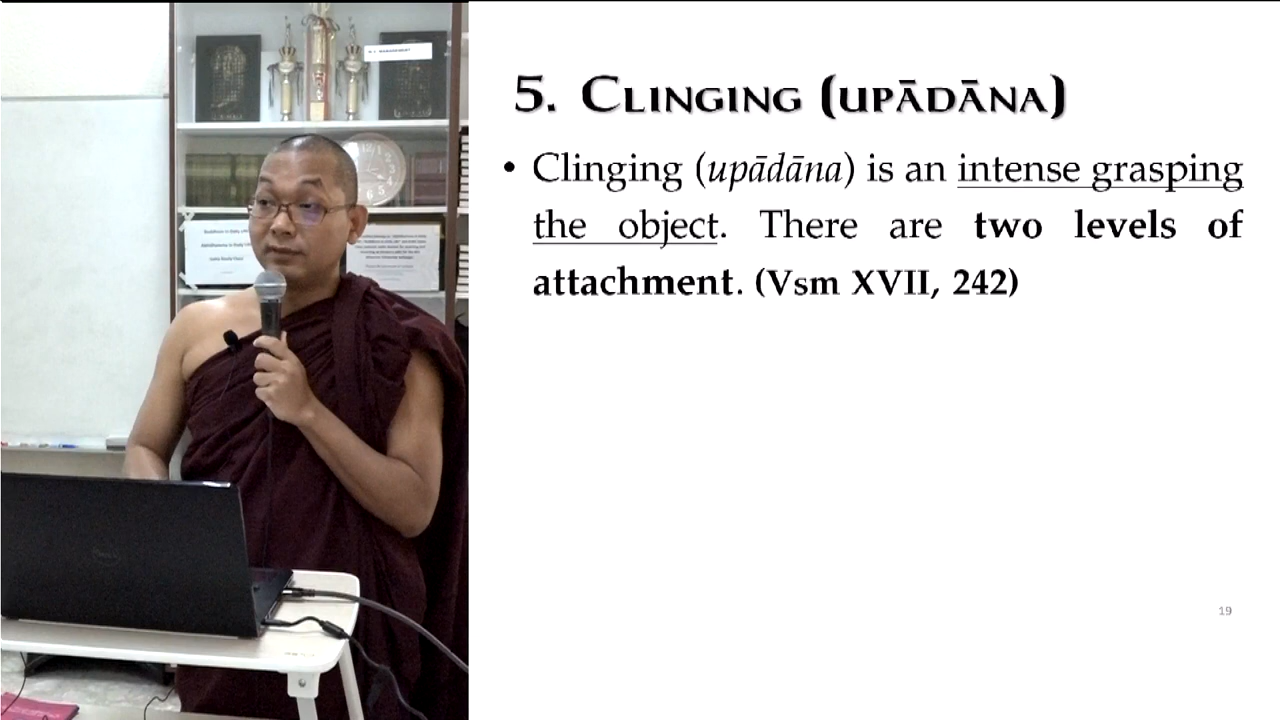 5. CLINGING (UPĀDĀNA)
• Clinging (upādāna) is an intense grasping
the object. There are two levels of
attachment. (Vsm XVII, 242)
19